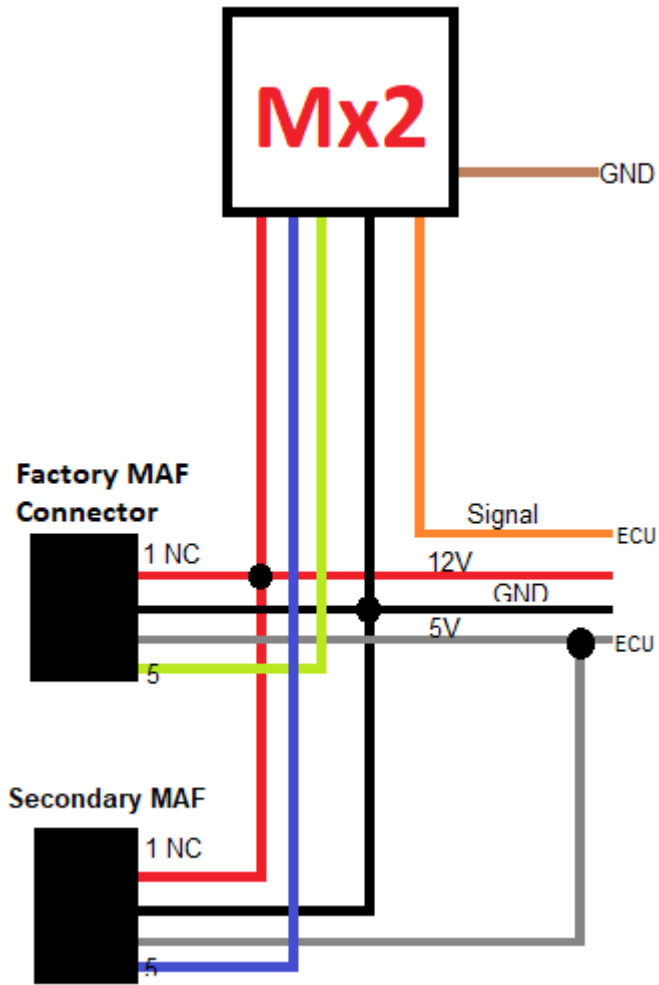 Mx2
GND
Factory MAF
Connector
Signal
ECU
1 NC
12V
GND
5V
ECU
5
Secondary MAF
1 NC
5